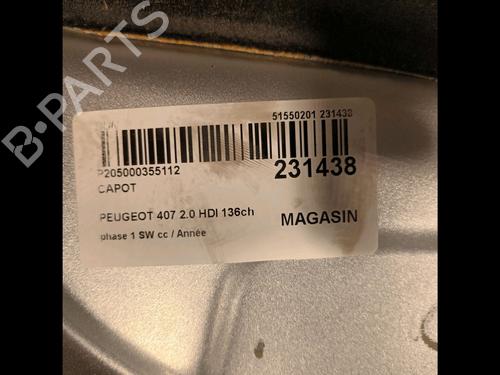 51550201 231438
P205000355112
231438
CAPOT
PEUGEOT 407 2.0 HDI 136ch
MAGASIN
phase 1 SW cc / Année
B-PARTS